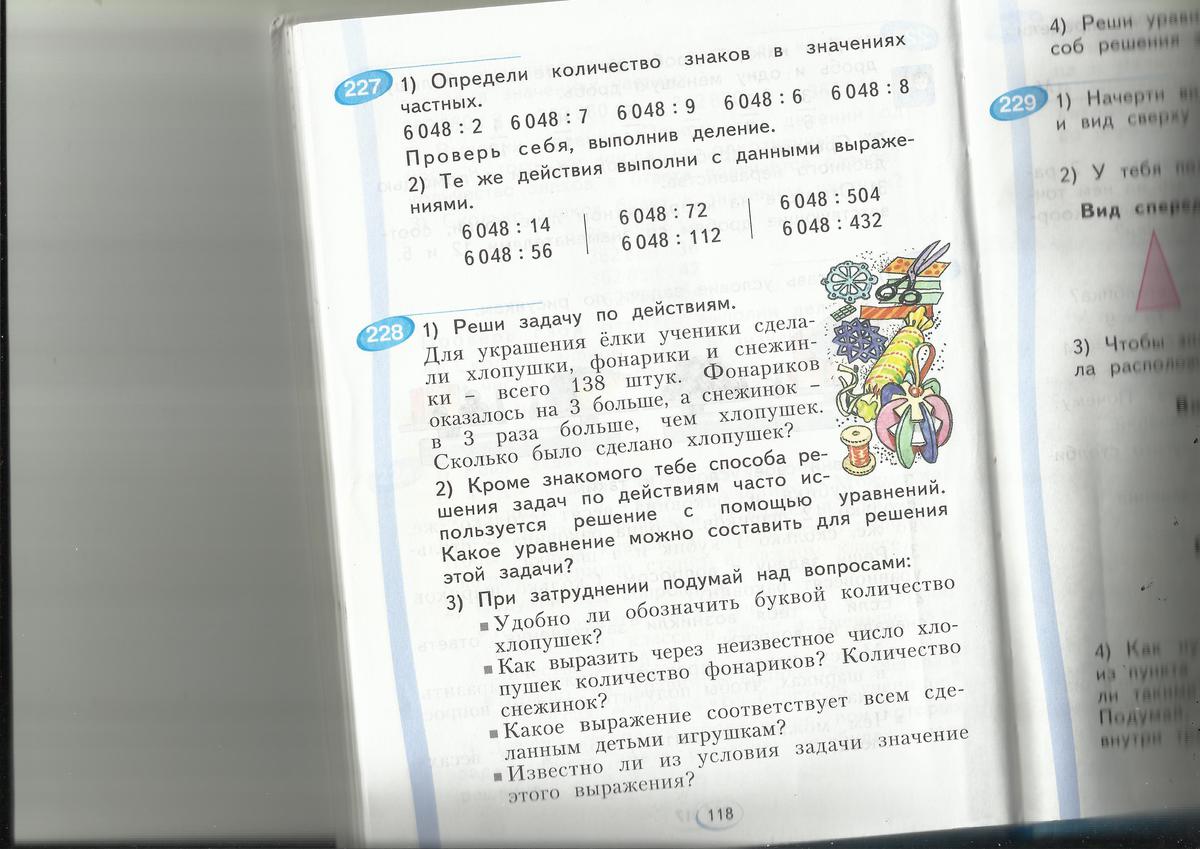 227
1) Определи количество знаков в значениях
частных.
6 048 : 2 6 048 : 7 6 048 : 9 6 048 : 6 6 048 : 8
Проверь себя, выполнив деление.
2) Те же действия выполни с данными выраже-
ниями.
6 048 : 14 6 048 : 72 6 048 : 504
6 048 : 56 6 048 : 112 6 048 : 432
228
1) Реши задачу по действиям.
Для украшения ёлки ученики сдела-
ли хлопушки, фонарики и снежин-
ки – всего 138 штук. Фонариков
оказалось на 3 больше, а снежинок –
в 3 раза больше, чем хлопушек.
Сколько было сделано хлопушек?
2) Кроме знакомого тебе способа ре-
шения задач по действиям часто ис-
пользуется решение с помощью уравнений.
Какое уравнение можно составить для решения
этой задачи?
3) При затруднении подумай над вопросами:
▪ Удобно ли обозначить буквой количество
хлопушек?
▪ Как выразить через неизвестное число хло-
пушек количество фонариков? Количество
снежинок?
▪ Какое выражение соответствует всем сде-
ланным детьми игрушкам?
▪ Известно ли из условия задачи значение
этого выражения?
118
4) Реши
соб решения
229
1) Начерти
и вид сверху
2) У тебя
Вид
3) Чтобы
ла
4) Как
из пункта
ли
Подумай,
внутри